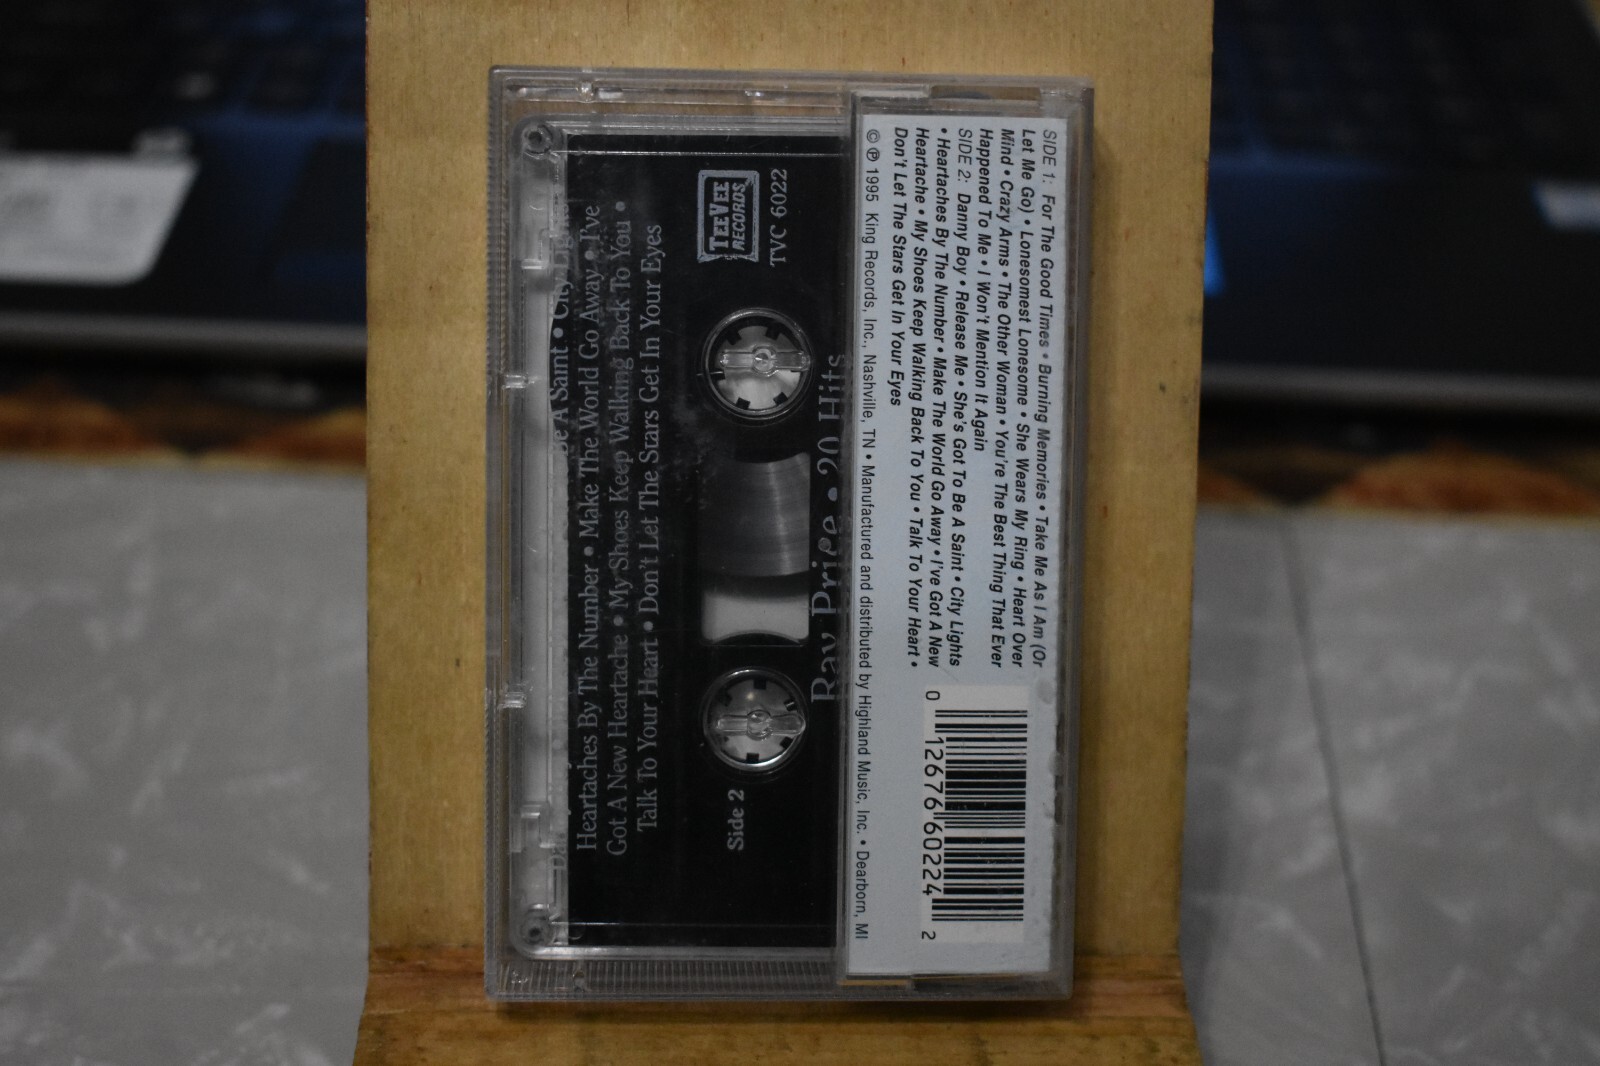 SIDE 1: For The Good Times • Burning Memories • Take Me As I Am (Or
Let Me Go) • Lonesomest Lonesome • She Wears My Ring • Heart Over
Mind • Crazy Arms • The Other Woman • You're The Best Thing That Ever
Happened To Me • I Won't Mention It Again
SIDE 2: Danny Boy • Release Me • She's Got To Be A Saint • City Lights
• Heartaches By The Number • Make The World Go Away • I've Got A New
Heartache • My Shoes Keep Walking Back To You • Talk To Your Heart •
Don't Let The Stars Get In Your Eyes
© ℗ 1995 King Records, Inc., Nashville, TN • Manufactured and distributed by Highland Music, Inc. • Dearborn, MI
0 12676 60224 2
Be A Saint • City Lights
Heartaches By The Number • Make The World Go Away • I've
Got A New Heartache • My Shoes Keep Walking Back To You •
Talk To Your Heart • Don't Let The Stars Get In Your Eyes
TEEVEE
RECORDS
TVC 6022
Side 2
Ray Price • 20 Hits